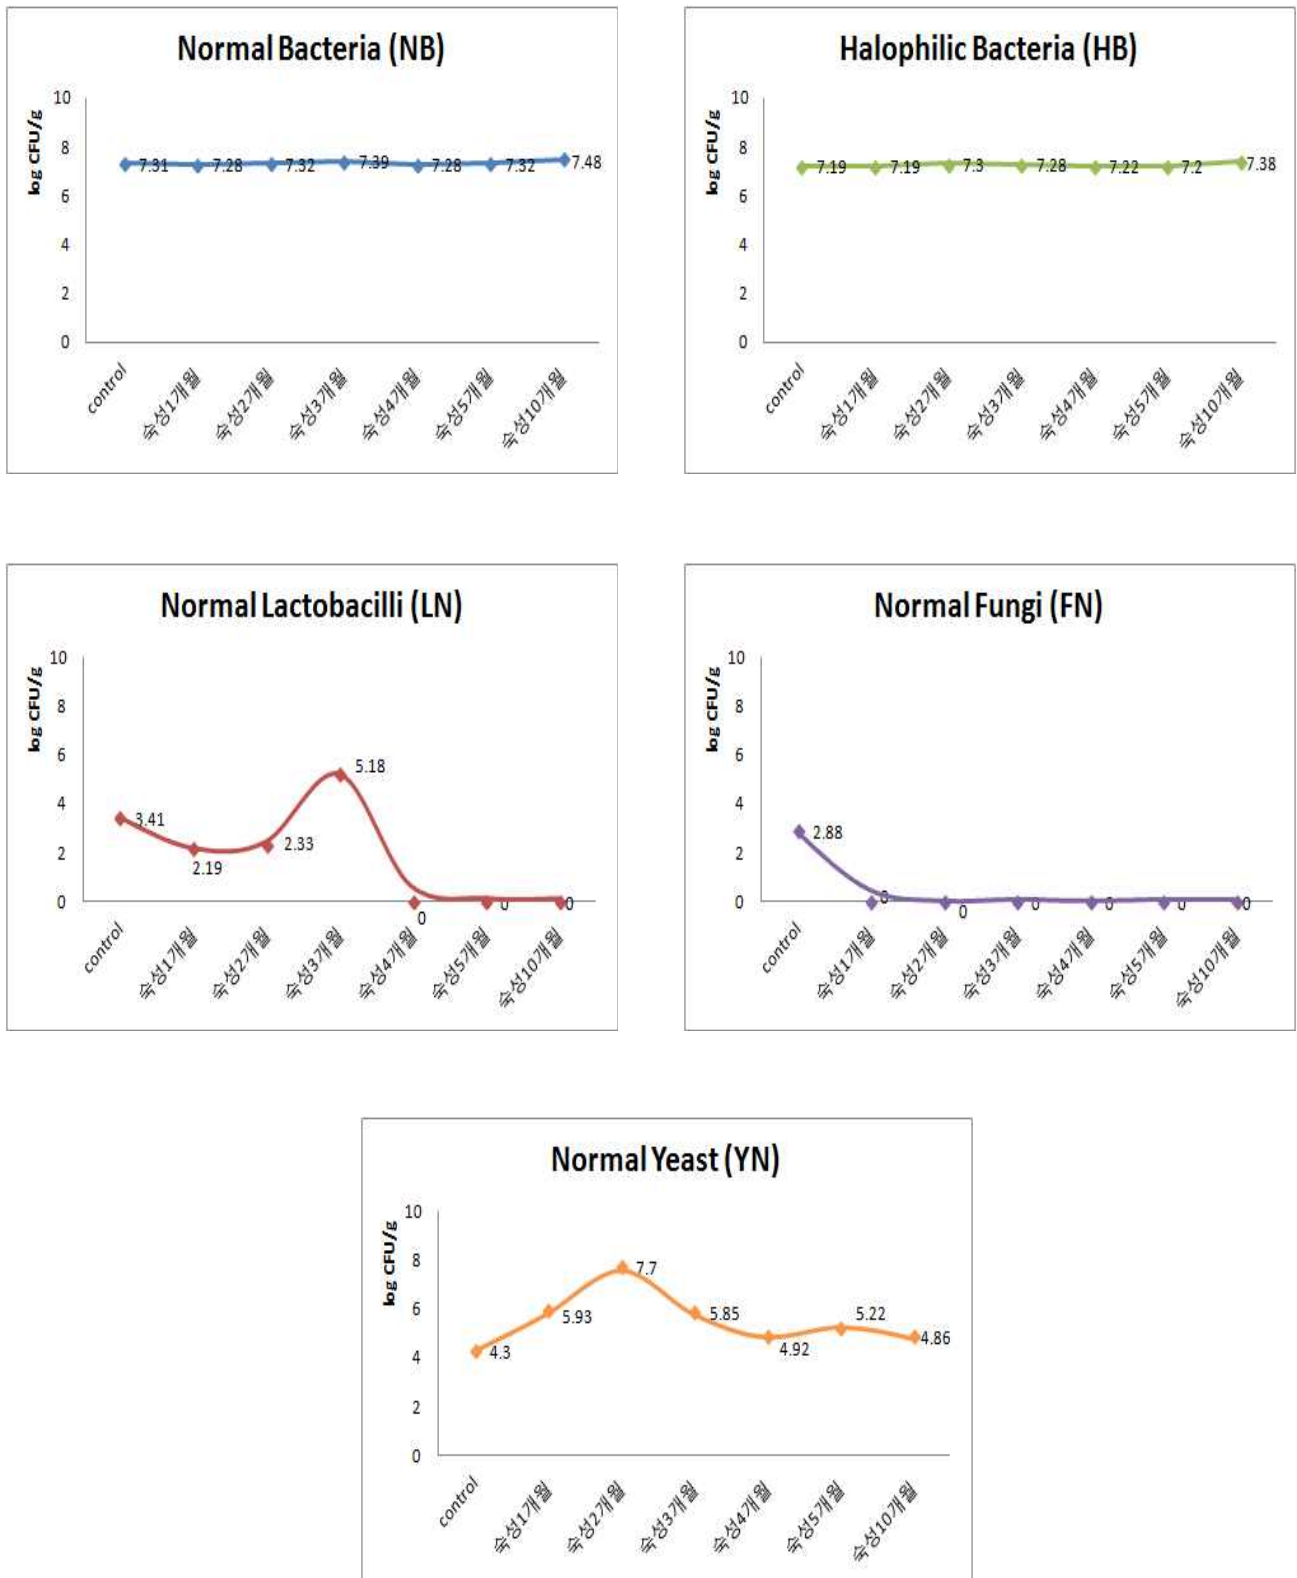 Normal Bacteria (NB)
log CFU/g
10
8
6
4
2
0
7.31
7.28
7.32
7.39
7.28
7.32
7.48
control
숙성1개월
숙성2개월
숙성3개월
숙성4개월
숙성5개월
숙성10개월
Halophilic Bacteria (HB)
log CFU/g
10
8
6
4
2
0
7.19
7.19
7.3
7.28
7.22
7.2
7.38
control
숙성1개월
숙성2개월
숙성3개월
숙성4개월
숙성5개월
숙성10개월
Normal Lactobacilli (LN)
log CFU/g
10
8
6
4
2
0
3.41
2.19
2.33
5.18
0
0
0
control
숙성1개월
숙성2개월
숙성3개월
숙성4개월
숙성5개월
숙성10개월
Normal Fungi (FN)
log CFU/g
10
8
6
4
2
0
2.88
0
0
0
0
0
0
control
숙성1개월
숙성2개월
숙성3개월
숙성4개월
숙성5개월
숙성10개월
Normal Yeast (YN)
log CFU/g
10
8
6
4
2
0
4.3
5.93
7.7
5.85
4.92
5.22
4.86
control
숙성1개월
숙성2개월
숙성3개월
숙성4개월
숙성5개월
숙성10개월